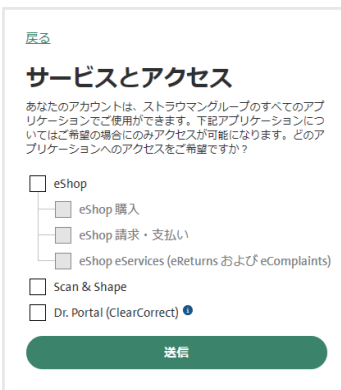 戻る
サービスとアクセス
あなたのアカウントは、ストラウマングループのすべてのアプ
リケーションでご使用ができます。下記アプリケーションにつ
いてはご希望の場合にのみアクセスが可能になります。どのア
プリケーションへのアクセスをご希望ですか？
eShop
eShop 購入
eShop 請求・支払い
eShop eServices (eReturns および eComplaints)
Scan & Shape
Dr. Portal (ClearCorrect) i
送信